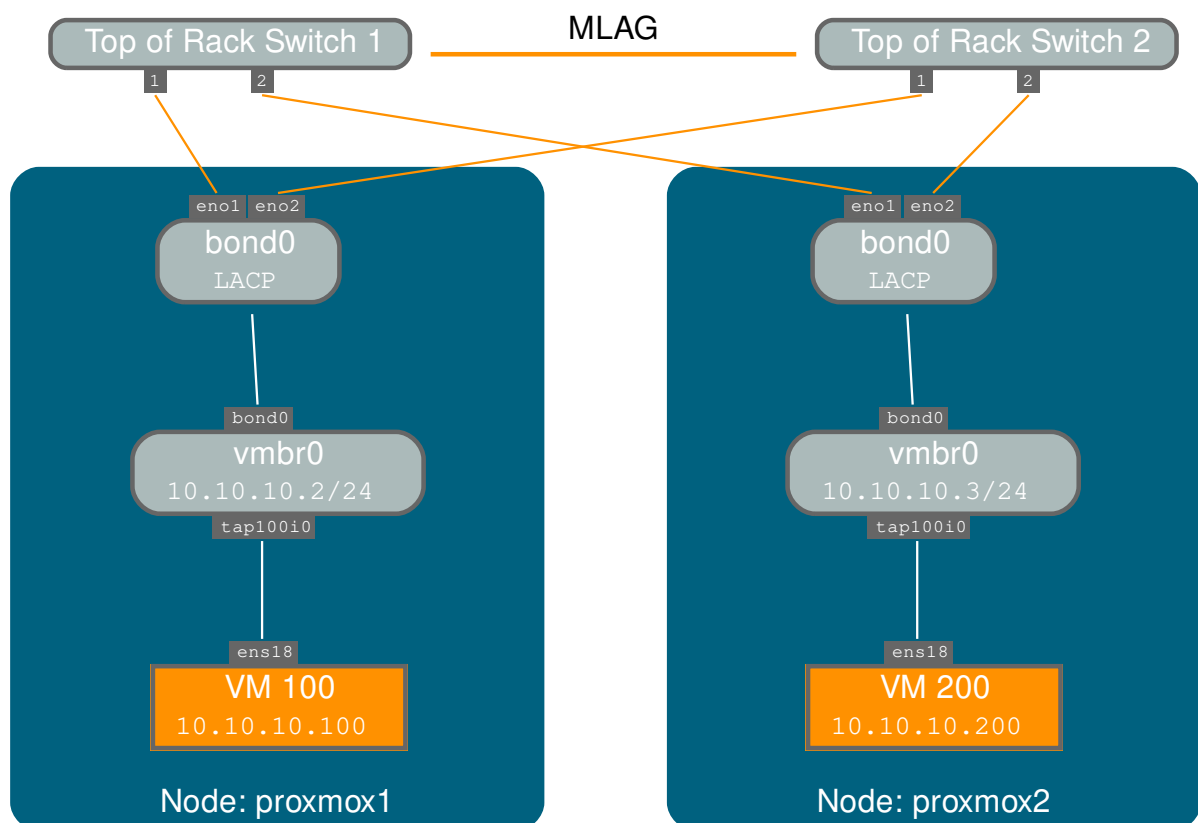 MLAG
Top of Rack Switch 1
Top of Rack Switch 2
1 2
1 2
eno1 eno2
eno1 eno2
bond0
LACP
bond0
LACP
bond0
bond0
vmbr0
10.10.10.2/24
vmbr0
10.10.10.3/24
tap100i0
tap100i0
ens18
ens18
VM 100
10.10.10.100
VM 200
10.10.10.200
Node: proxmox1
Node: proxmox2